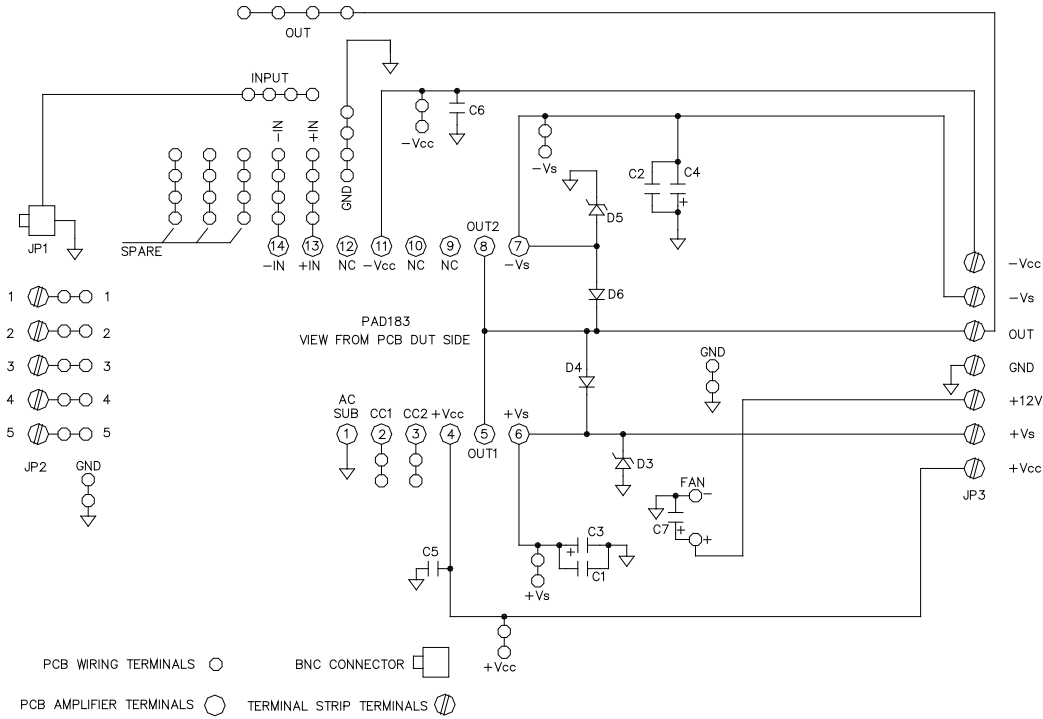 OUT
INPUT
-IN +IN
GND
-Vcc
C6
-Vs
C2 C4
+
D5
JP1
SPARE
OUT2
14 13 12 11 10 9 8 7
-IN +IN NC -Vcc NC NC -Vs
-Vcc
1 1
D6
-Vs
PAD183
VIEW FROM PCB DUT SIDE
2 2
OUT
3 3
D4
GND
GND
4 4
AC
SUB CC1 CC2 +Vcc +Vs
+12V
5 5
1 2 3 4 5 6
+Vs
OUT1
JP2
GND
D3
+Vcc
JP3
FAN
-
C7
+
+
C3
+
C1
C5
+Vs
+Vcc
PCB WIRING TERMINALS
BNC CONNECTOR
PCB AMPLIFIER TERMINALS
TERMINAL STRIP TERMINALS